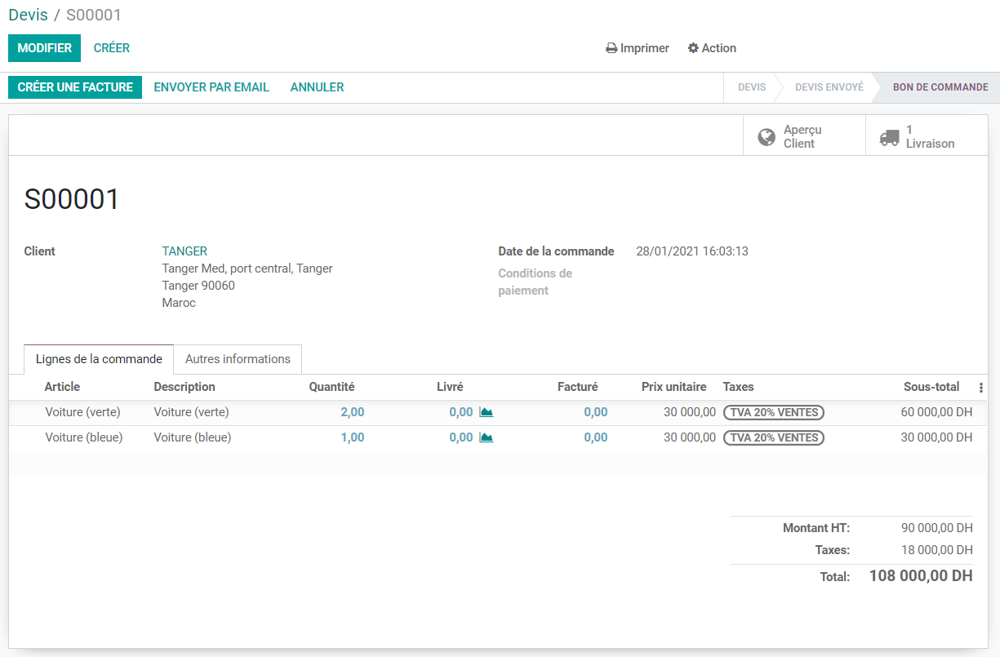 Devis / S00001
MODIFIER CRÉER Imprimer Action
CRÉER UNE FACTURE ENVOYER PAR EMAIL ANNULER DEVIS DEVIS ENVOYÉ BON DE COMMANDE
Aperçu Client
1 Livraison
S00001
Client TANGER
Tanger Med, port central, Tanger
Tanger 90060
Maroc
Date de la commande 28/01/2021 16:03:13
Conditions de
paiement
Lignes de la commande Autres informations
Article Description Quantité Livré Facturé Prix unitaire Taxes Sous-total
Voiture (verte) Voiture (verte) 2,00 0,00 0,00 30 000,00 TVA 20% VENTES 60 000,00 DH
Voiture (bleue) Voiture (bleue) 1,00 0,00 0,00 30 000,00 TVA 20% VENTES 30 000,00 DH
Montant HT: 90 000,00 DH
Taxes: 18 000,00 DH
Total: 108 000,00 DH